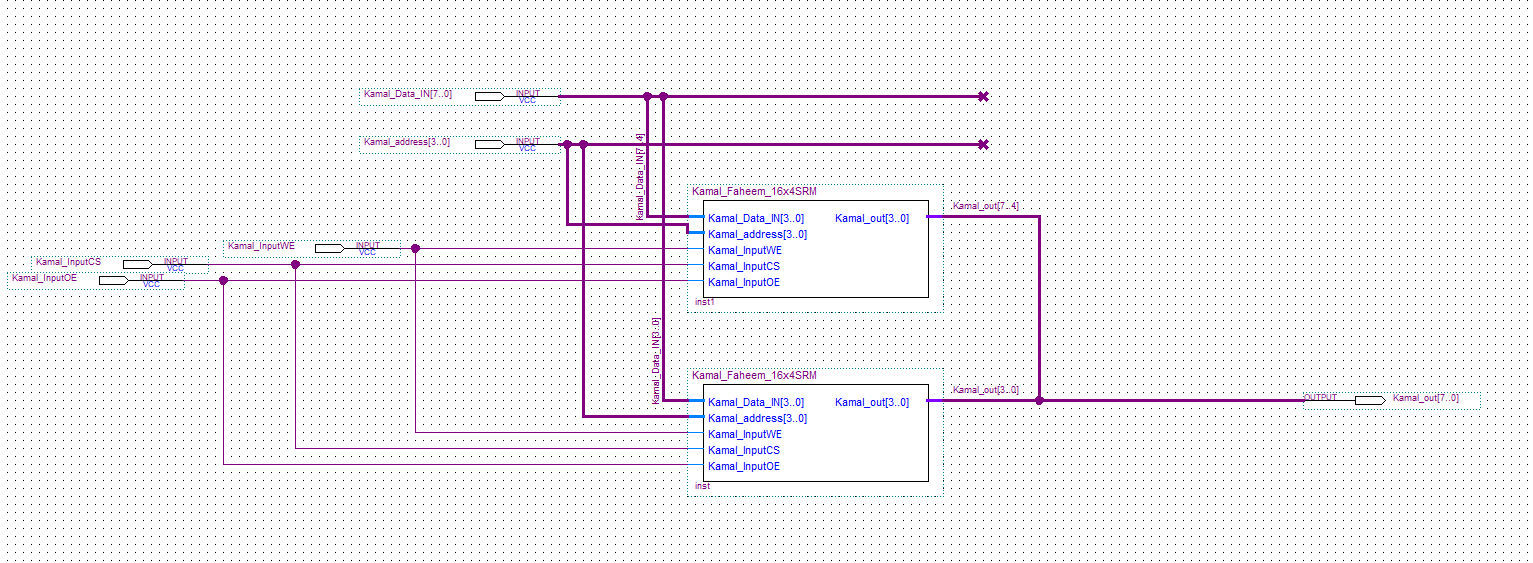 Kamal_Data_IN[7..0]
INPUT
VCC
Kamal_address[3..0]
INPUT
VCC
Kamal_Data_IN[7..4]
Kamal_Faheem_16x4SRM
Kamal_Data_IN[3..0]
Kamal_out[3..0]
Kamal_out[7..4]
Kamal_address[3..0]
Kamal_InputWE
INPUT
VCC
Kamal_InputWE
Kamal_InputCS
INPUT
VCC
Kamal_InputCS
Kamal_InputOE
INPUT
VCC
Kamal_InputOE
inst1
Kamal_Data_IN[3..0]
Kamal_Faheem_16x4SRM
Kamal_Data_IN[3..0]
Kamal_out[3..0]
Kamal_out[3..0]
OUTPUT
Kamal_out[7..0]
Kamal_address[3..0]
Kamal_InputWE
Kamal_InputCS
Kamal_InputOE
inst